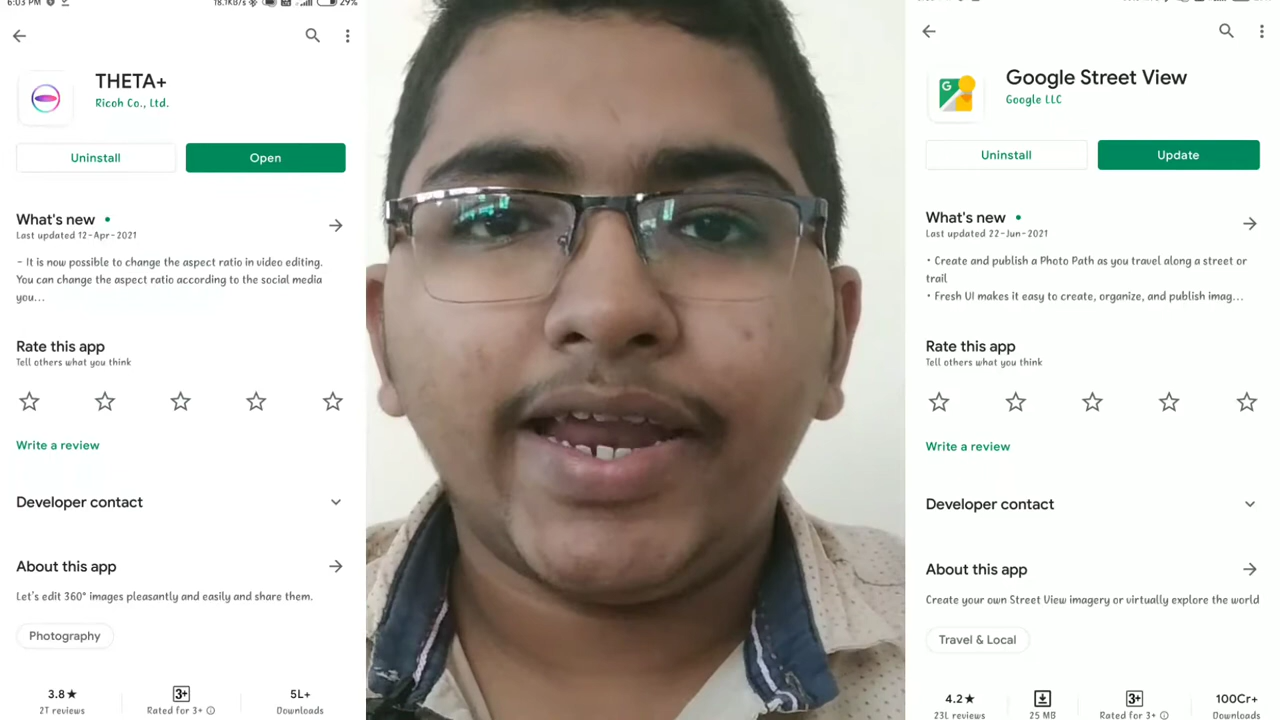 6:03 PM
18.1KB/s
29%
THETA+
Ricoh Co., Ltd.
Uninstall
Open
What's new
Last updated 12-Apr-2021
- It is now possible to change the aspect ratio in video editing.
You can change the aspect ratio according to the social media
you...
Rate this app
Tell others what you think
Write a review
Developer contact
About this app
Let's edit 360° images pleasantly and easily and share them.
Photography
3.8★
3+
5L+
2T reviews
Rated for 3+
Downloads
Google Street View
Google LLC
Uninstall
Update
What's new
Last updated 22-Jun-2021
• Create and publish a Photo Path as you travel along a street or
trail
• Fresh UI makes it easy to create, organize, and publish imag...
Rate this app
Tell others what you think
Write a review
Developer contact
About this app
Create your own Street View imagery or virtually explore the world
Travel & Local
4.2★
3+
100Cr+
23L reviews
25 MB
Rated for 3+
Downloads